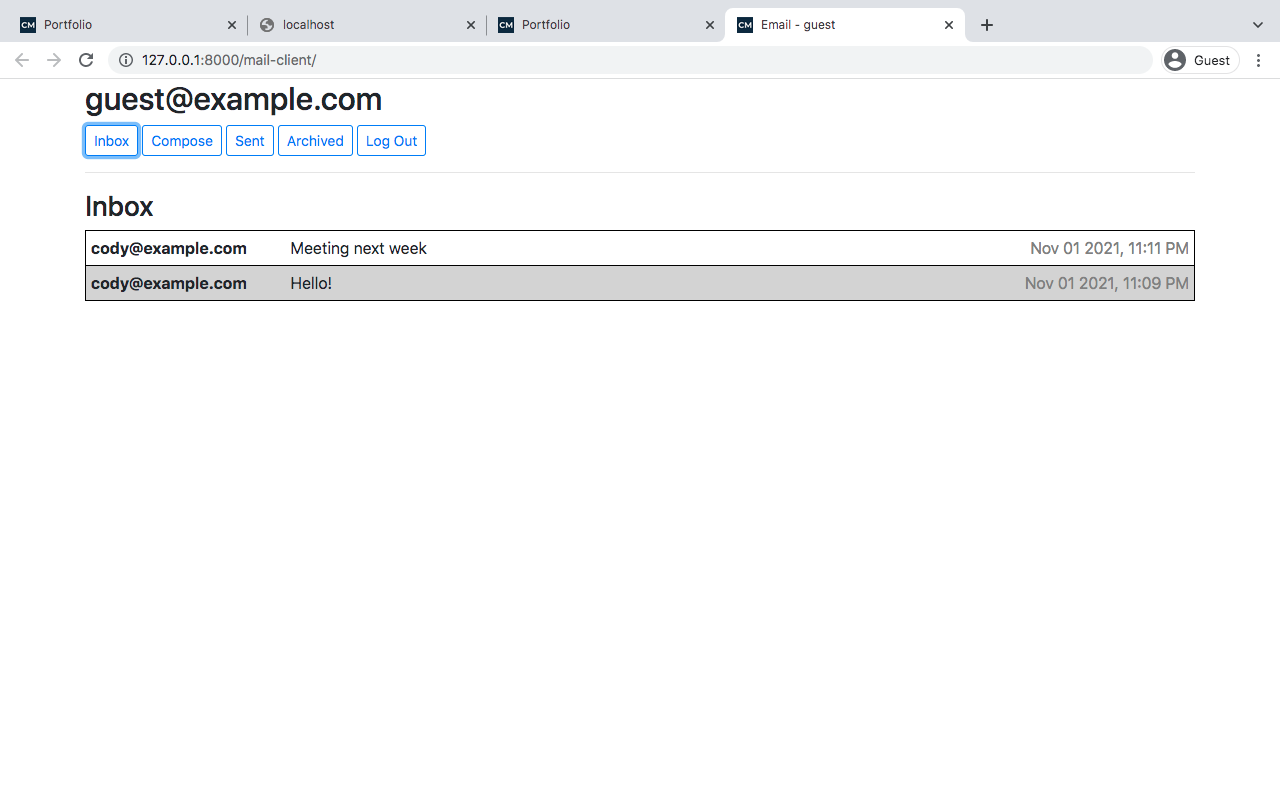 CM Portfolio
localhost
CM Portfolio
CM Email - guest
127.0.0.1:8000/mail-client/
Guest
guest@example.com
Inbox Compose Sent Archived Log Out
Inbox
cody@example.com Meeting next week Nov 01 2021, 11:11 PM
cody@example.com Hello! Nov 01 2021, 11:09 PM